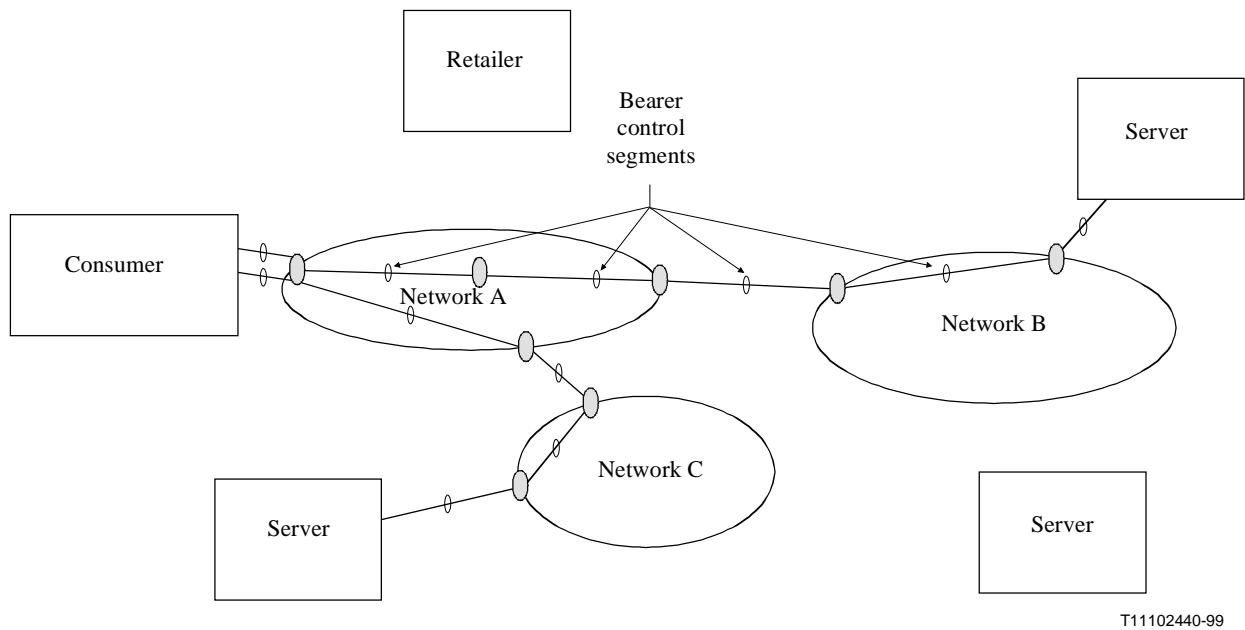 Retailer
Bearer
control
segments
Server
Consumer
Network A
Network B
Network C
Server
Server
T11102440-99